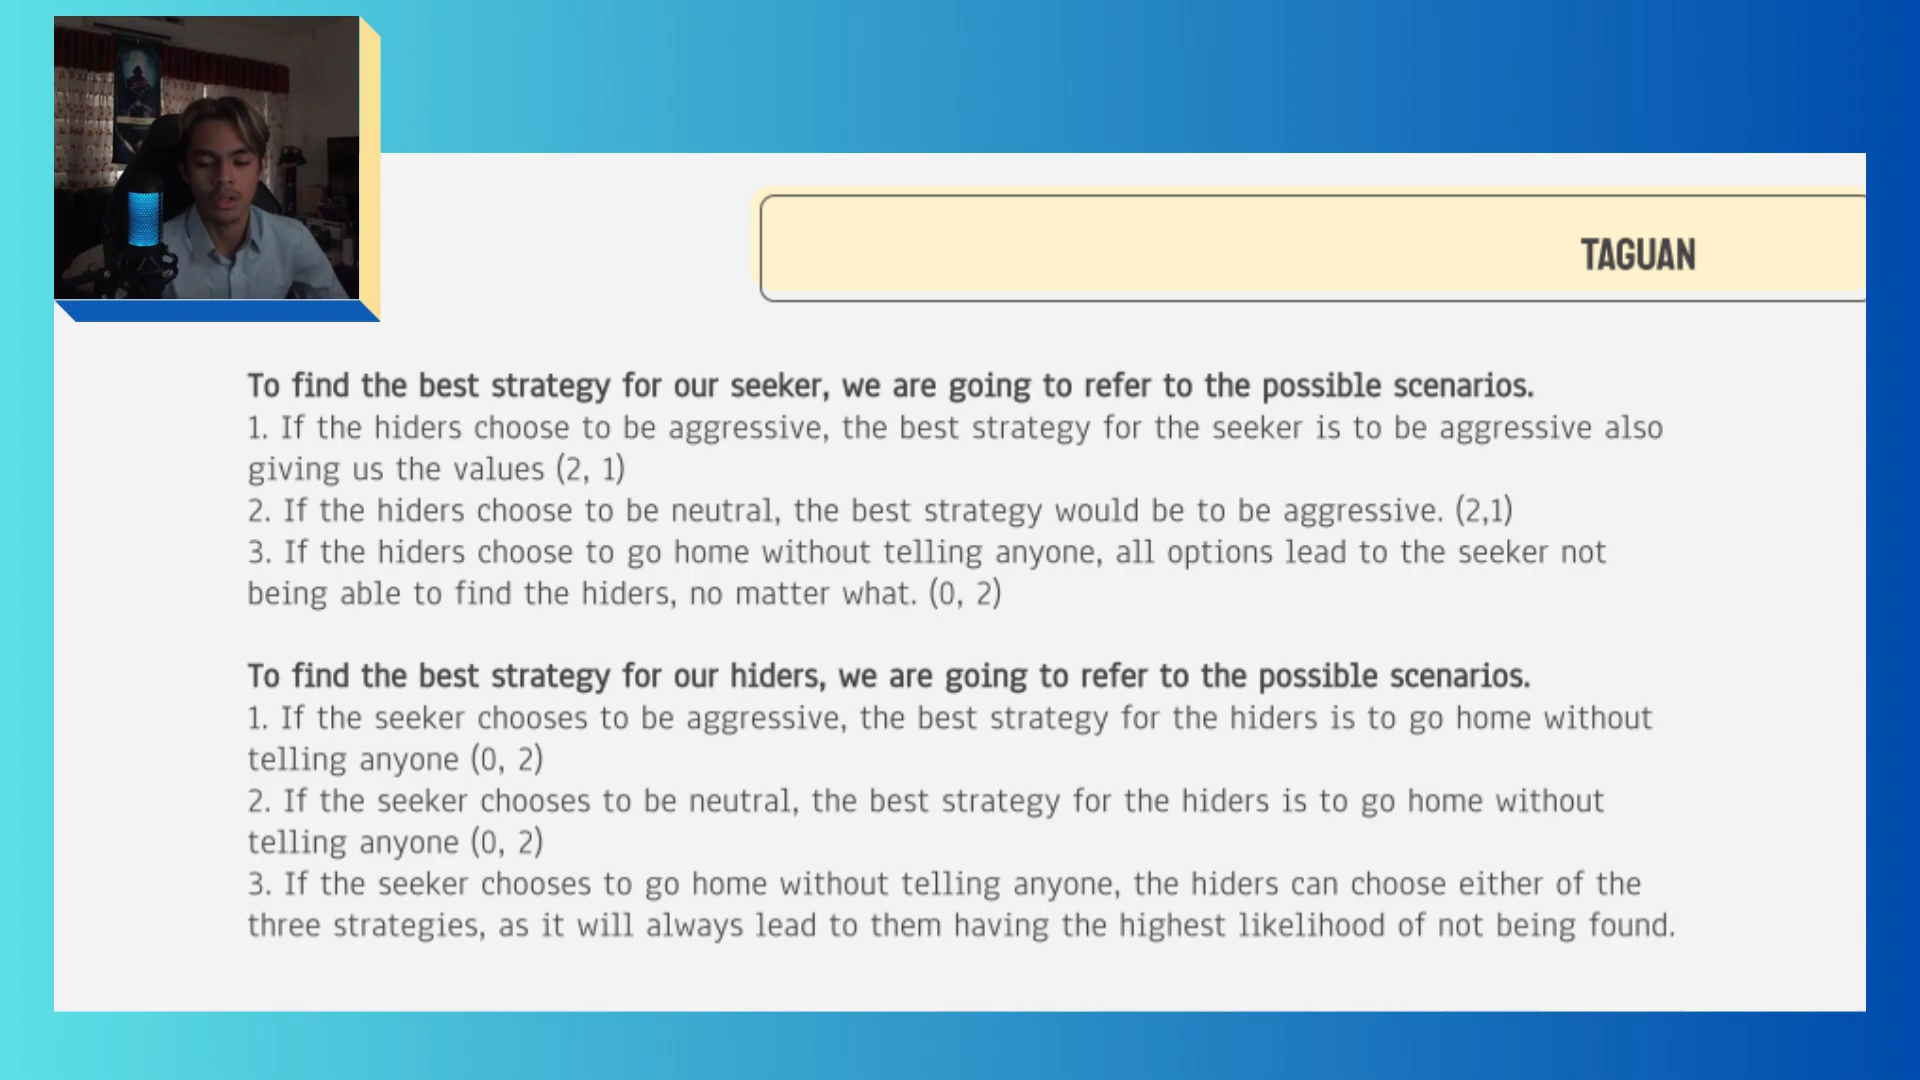 TAGUAN
To find the best strategy for our seeker, we are going to refer to the possible scenarios.
1. If the hiders choose to be aggressive, the best strategy for the seeker is to be aggressive also
giving us the values (2, 1)
2. If the hiders choose to be neutral, the best strategy would be to be aggressive. (2,1)
3. If the hiders choose to go home without telling anyone, all options lead to the seeker not
being able to find the hiders, no matter what. (0, 2)
To find the best strategy for our hiders, we are going to refer to the possible scenarios.
1. If the seeker chooses to be aggressive, the best strategy for the hiders is to go home without
telling anyone (0, 2)
2. If the seeker chooses to be neutral, the best strategy for the hiders is to go home without
telling anyone (0, 2)
3. If the seeker chooses to go home without telling anyone, the hiders can choose either of the
three strategies, as it will always lead to them having the highest likelihood of not being found.